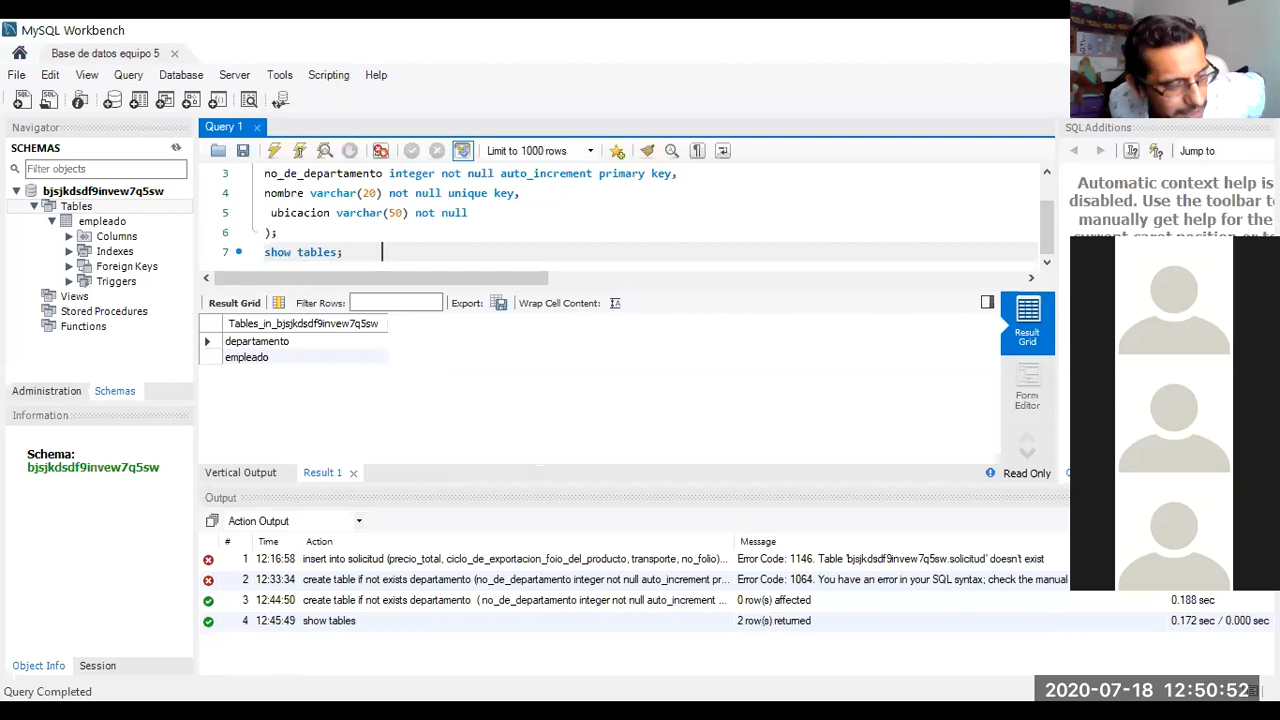 MySQL Workbench
Base de datos equipo 5
File Edit View Query Database Server Tools Scripting Help
Navigator
SCHEMAS
Filter objects
bjsjkdsdf9invew7q5sw
Tables
empleado
Columns
Indexes
Foreign Keys
Triggers
Views
Stored Procedures
Functions
Administration Schemas
Information
Schema:
bjsjkdsdf9invew7q5sw
Object Info Session
Query Completed
Query 1
Limit to 1000 rows
3 no_de_departamento integer not null auto_increment primary key,
4 nombre varchar(20) not null unique key,
5 ubicacion varchar(50) not null
6 );
7 show tables;
Result Grid Filter Rows: Export: Wrap Cell Content:
Tables_in_bjsjkdsdf9invew7q5sw
departamento
empleado
Result Grid
Form Editor
Vertical Output Result 1 Read Only
Output
Action Output
# Time Action Message
1 12:16:58 insert into solicitud (precio_total, ciclo_de_exportacion_foio_del_producto, transporte, no_folio)... Error Code: 1146. Table 'bjsjkdsdf9invew7q5sw.solicitud' doesn't exist
2 12:33:34 create table if not exists departamento (no_de_departamento integer not null auto_increment pr... Error Code: 1064. You have an error in your SQL syntax; check the manual
3 12:44:50 create table if not exists departamento ( no_de_departamento integer not null auto_increment ... 0 row(s) affected 0.188 sec
4 12:45:49 show tables 2 row(s) returned 0.172 sec / 0.000 sec
SQLAdditions
Jump to
Automatic context help is
disabled. Use the toolbar t
manually get help for the
2020-07-18 12:50:52